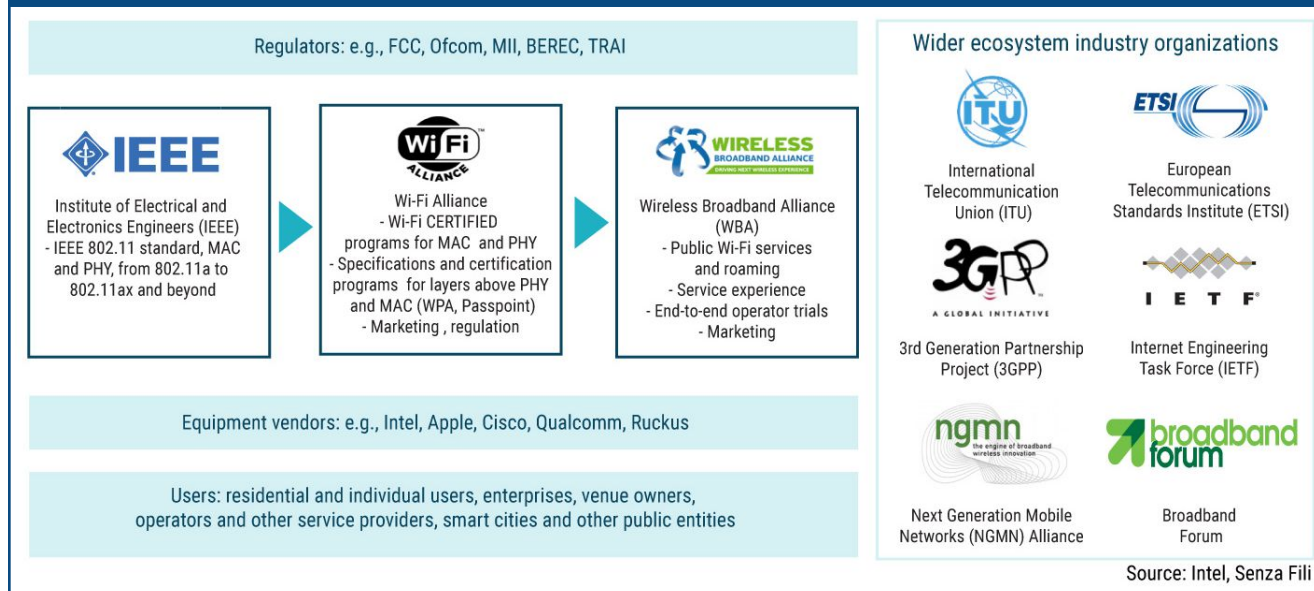 Regulators: e.g., FCC, Ofcom, MII, BEREC, TRAI
IEEE
Institute of Electrical and
Electronics Engineers (IEEE)
- IEEE 802.11 standard, MAC
and PHY, from 802.11a to
802.11ax and beyond
Wi Fi
TM
ALLIANCE
Wi-Fi Alliance
- Wi-Fi CERTIFIED
programs for MAC and PHY
- Specifications and certification
programs for layers above PHY
and MAC (WPA, Passpoint)
- Marketing , regulation
WIRELESS
BROADBAND ALLIANCE
DRIVING NEXT WIRELESS EXPERIENCE
Wireless Broadband Alliance
(WBA)
- Public Wi-Fi services
and roaming
- Service experience
- End-to-end operator trials
- Marketing
Equipment vendors: e.g., Intel, Apple, Cisco, Qualcomm, Ruckus
Users: residential and individual users, enterprises, venue owners,
operators and other service providers, smart cities and other public entities
Wider ecosystem industry organizations
ITU
International
Telecommunication
Union (ITU)
ETSI
European
Telecommunications
Standards Institute (ETSI)
3GPP
TM
A GLOBAL INITIATIVE
3rd Generation Partnership
Project (3GPP)
I E T F®
Internet Engineering
Task Force (IETF)
ngmn
the engine of broadband
wireless innovation
Next Generation Mobile
Networks (NGMN) Alliance
broadband
forum
Broadband
Forum
Source: Intel, Senza Fili